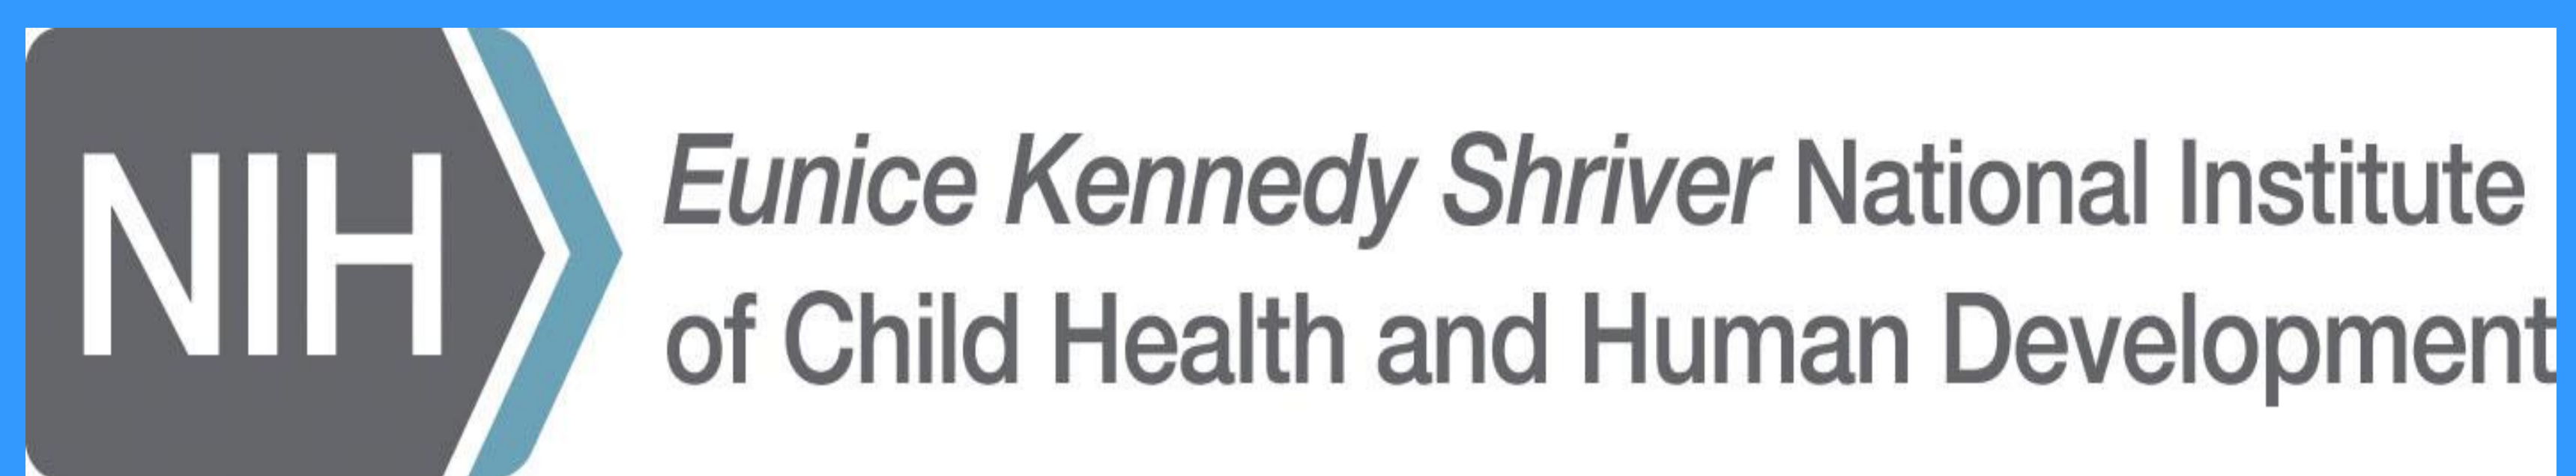 NIH
Eunice Kennedy Shriver National Institute
of Child Health and Human Development